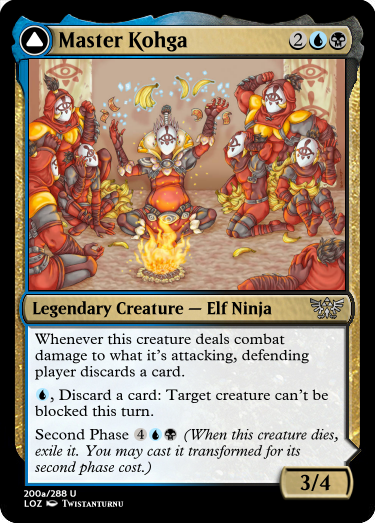 Master Kohga 2
Legendary Creature — Elf Ninja
Whenever this creature deals combat
damage to what it's attacking, defending
player discards a card.
, Discard a card: Target creature can't be
blocked this turn.
Second Phase 4 (When this creature dies,
exile it. You may cast it transformed for its
second phase cost.)
3/4
200a/288 U
LOZ Twistanturnu